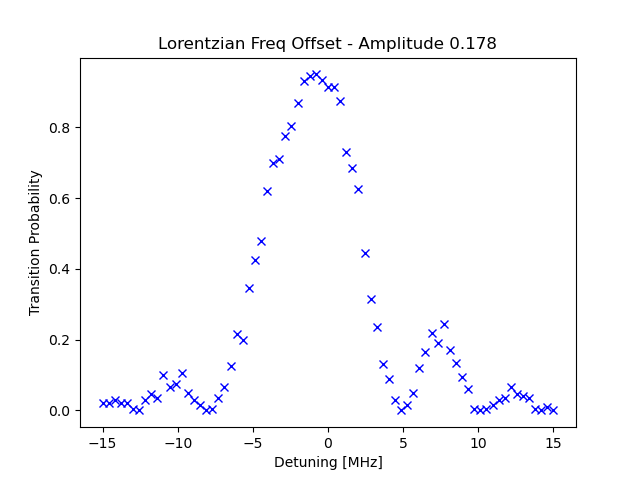 Lorentzian Freq Offset - Amplitude 0.178
Transition Probability
0.8
0.6
0.4
0.2
0.0
−15 −10 −5 0 5 10 15
Detuning [MHz]